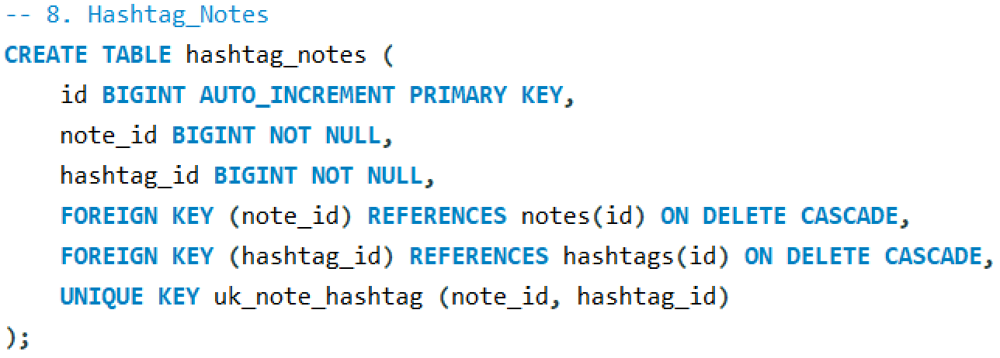 -- 8. Hashtag_Notes
CREATE TABLE hashtag_notes (
    id BIGINT AUTO_INCREMENT PRIMARY KEY,
    note_id BIGINT NOT NULL,
    hashtag_id BIGINT NOT NULL,
    FOREIGN KEY (note_id) REFERENCES notes(id) ON DELETE CASCADE,
    FOREIGN KEY (hashtag_id) REFERENCES hashtags(id) ON DELETE CASCADE,
    UNIQUE KEY uk_note_hashtag (note_id, hashtag_id)
);